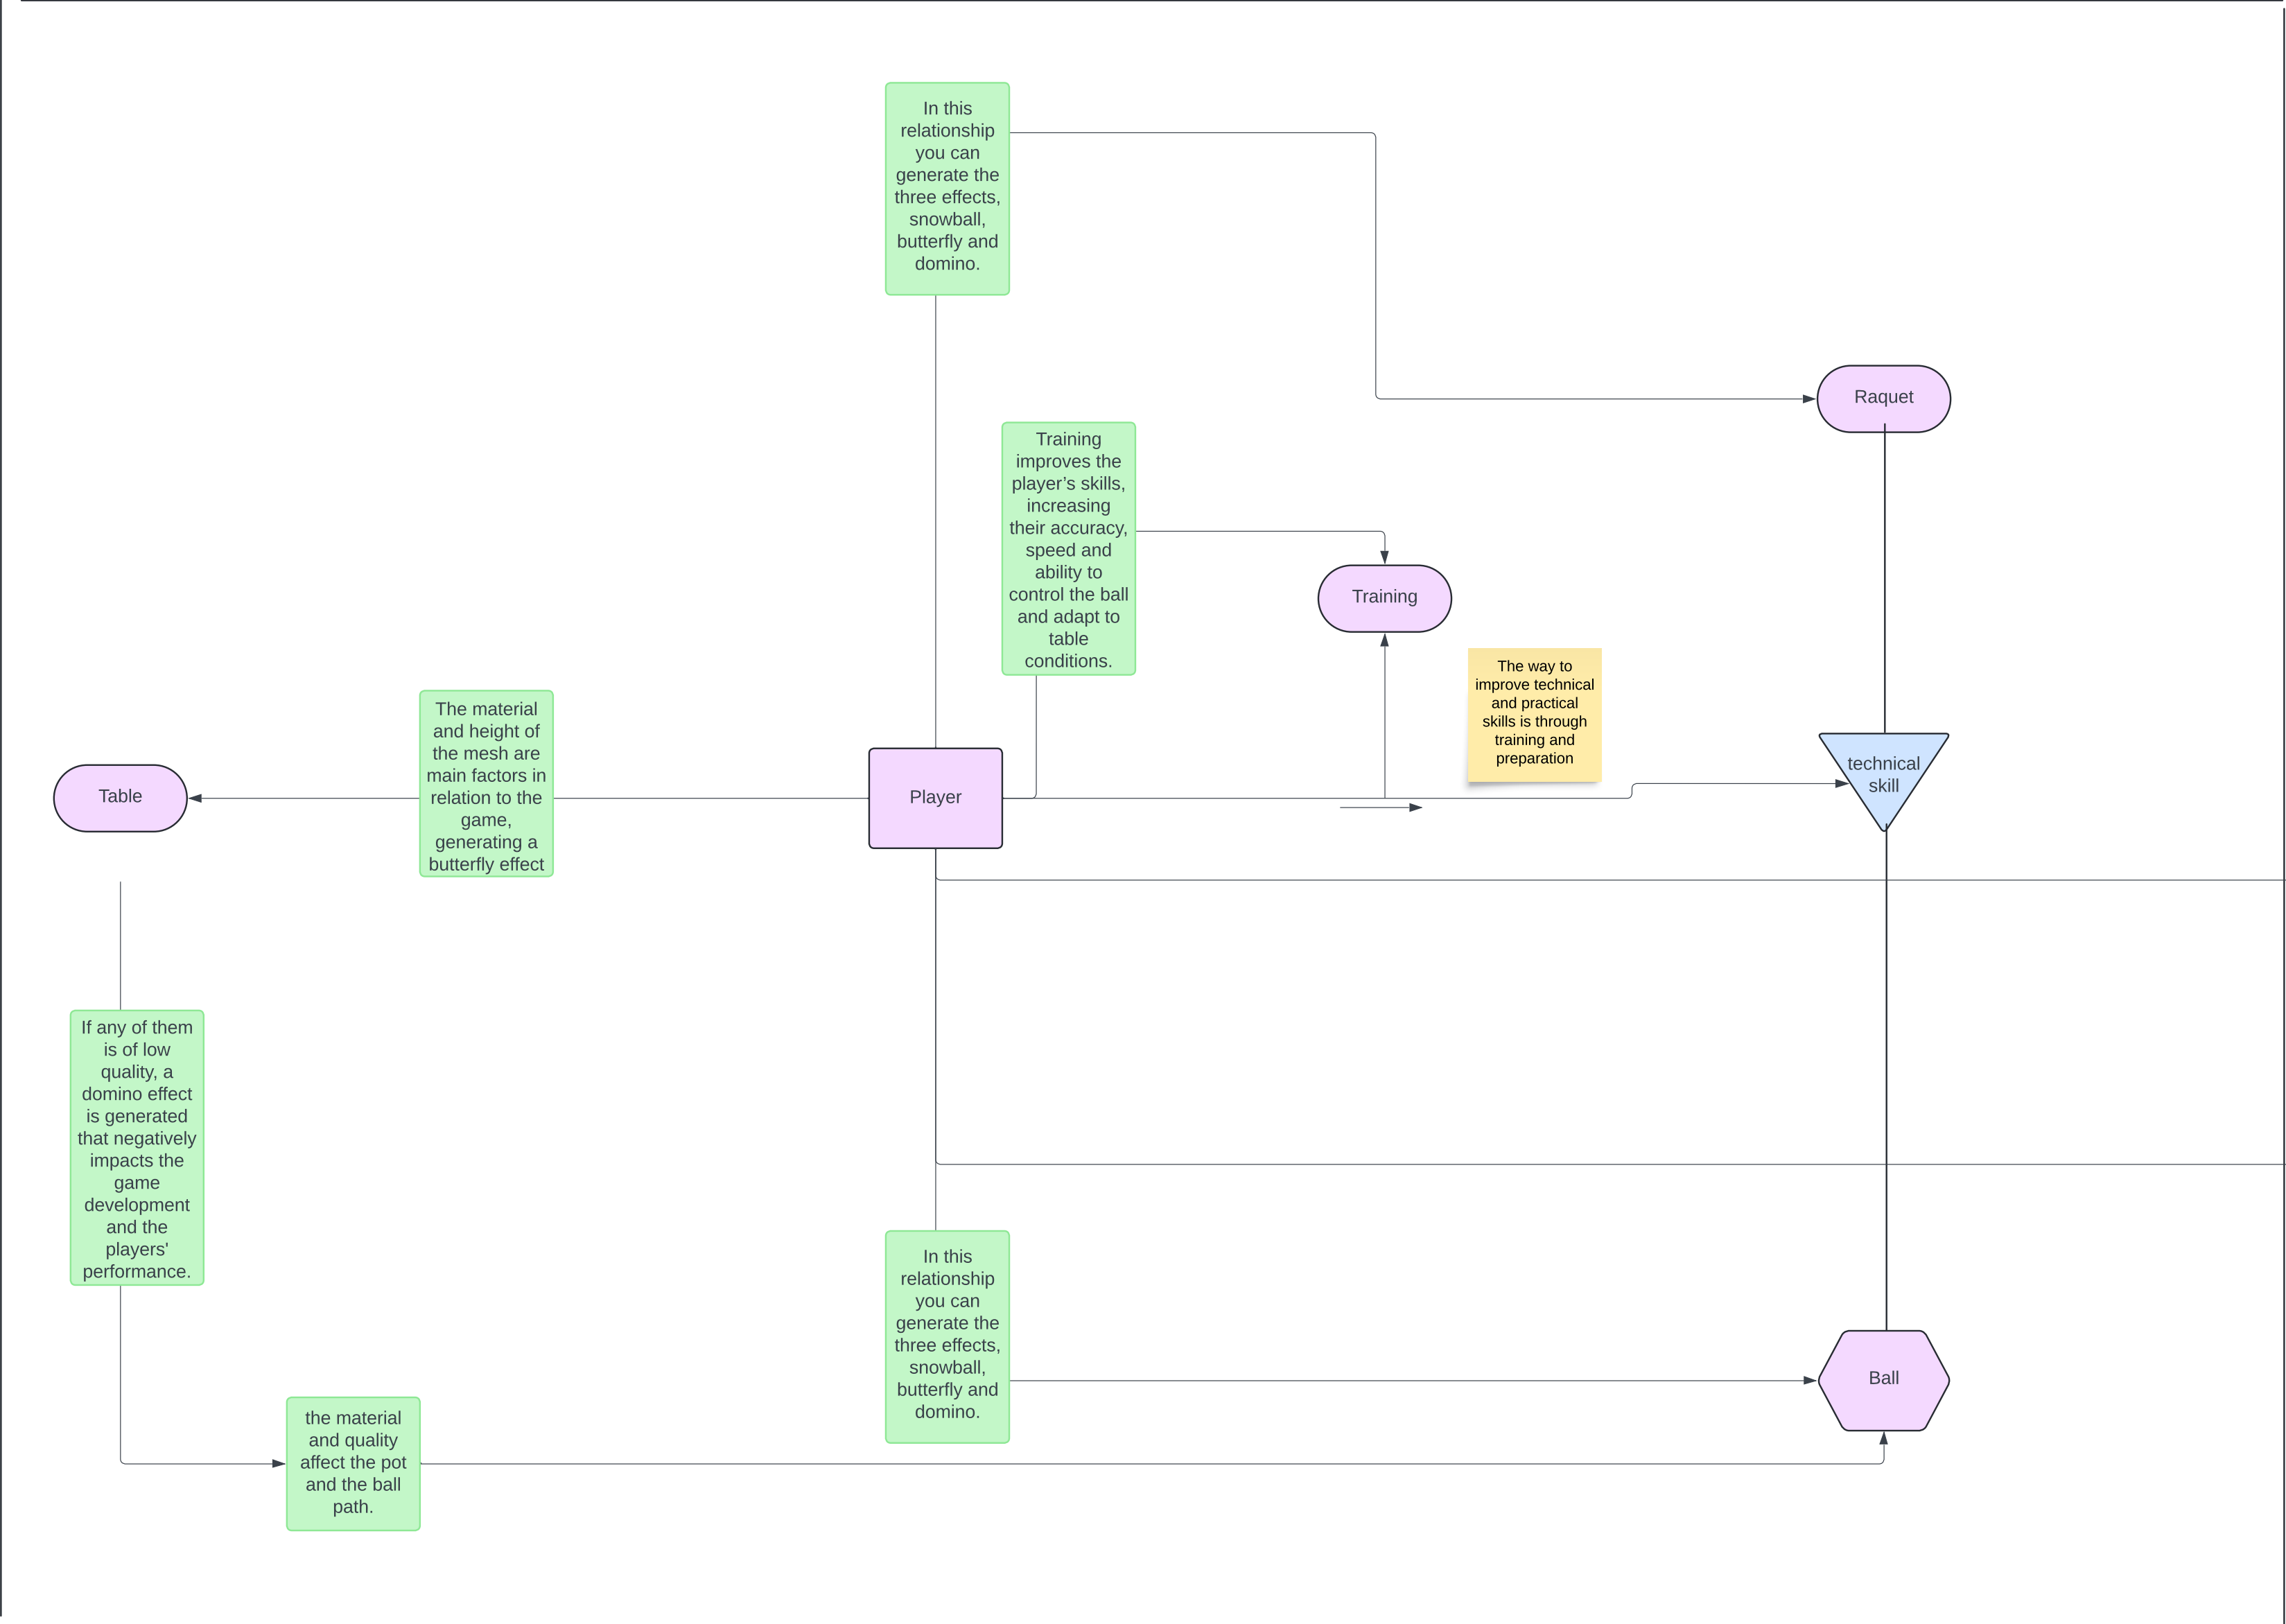 In this
relationship
you can
generate the
three effects,
snowball,
butterfly and
domino.
Raquet
Training
improves the
player’s skills,
increasing
their accuracy,
speed and
ability to
control the ball
and adapt to
table
conditions.
Training
The way to
improve technical
and practical
skills is through
training and
preparation
The material
and height of
the mesh are
main factors in
relation to the
game,
generating a
butterfly effect
Table
Player
technical
skill
If any of them
is of low
quality, a
domino effect
is generated
that negatively
impacts the
game
development
and the
players'
performance.
In this
relationship
you can
generate the
three effects,
snowball,
butterfly and
domino.
Ball
the material
and quality
affect the pot
and the ball
path.